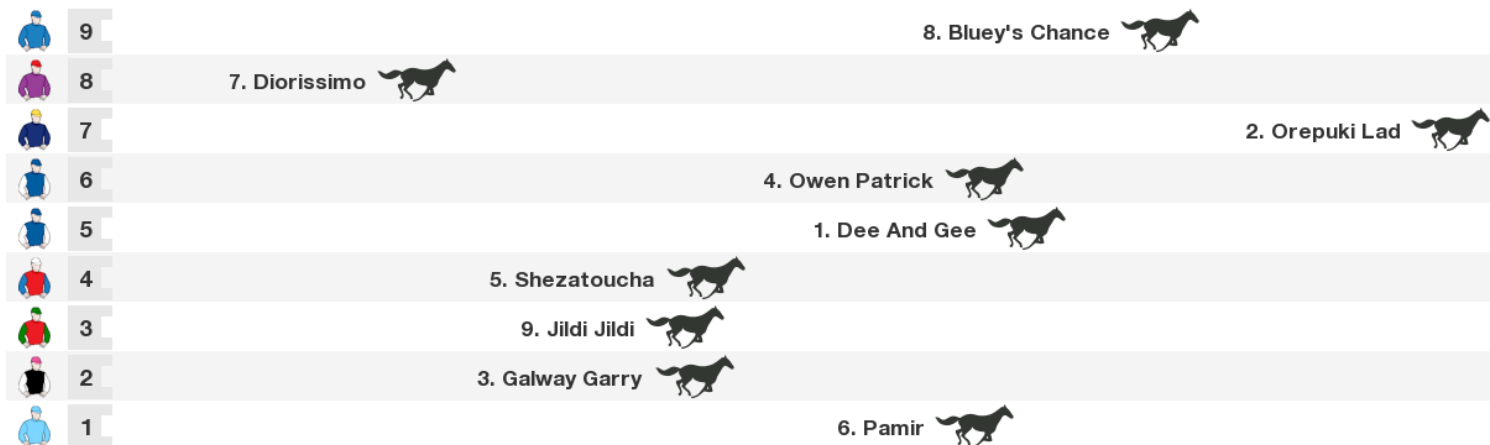 9 8. Bluey's Chance
8 7. Diorissimo
7 2. Orepuki Lad
6 4. Owen Patrick
5 1. Dee And Gee
4 5. Shezatoucha
3 9. Jildi Jildi
2 3. Galway Garry
1 6. Pamir